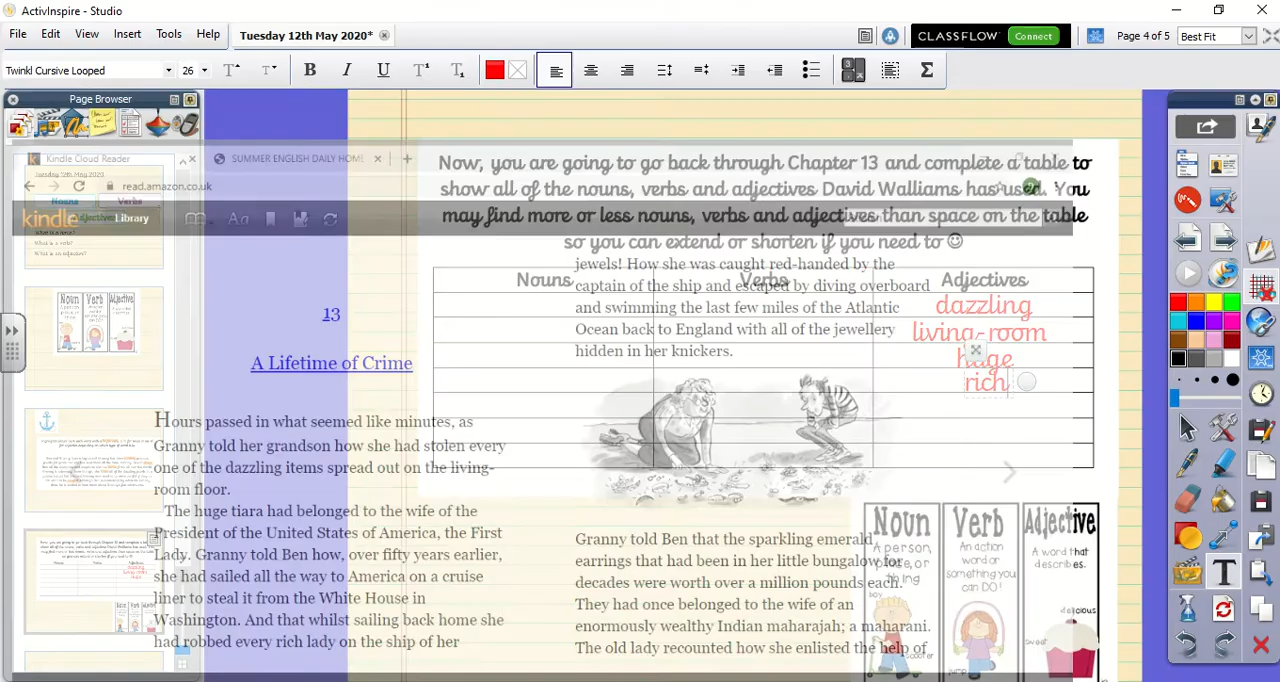 ActivInspire - Studio
File Edit View Insert Tools Help
Tuesday 12th May 2020*
CLASSFLOW Connect
Page 4 of 5 Best Fit
Twinkl Cursive Looped 26
B I U
Page Browser
Kindle Cloud Reader
SUMMER ENGLISH DAILY HOME
read.amazon.co.uk
kindle Library Aa
Now, you are going to go back through Chapter 13 and complete a table to
show all of the nouns, verbs and adjectives David Walliams has used. You
may find more or less nouns, verbs and adjectives than space on the table
so you can extend or shorten if you need to ☺
Nouns Verbs Adjectives
dazzling
living-room
huge
rich
13
A Lifetime of Crime
Hours passed in what seemed like minutes, as
Granny told her grandson how she had stolen every
one of the dazzling items spread out on the living-
room floor.
The huge tiara had belonged to the wife of the
President of the United States of America, the First
Lady. Granny told Ben how, over fifty years earlier,
she had sailed all the way to America on a cruise
liner to steal it from the White House in
Washington. And that whilst sailing back home she
had robbed every rich lady on the ship of her
jewels! How she was caught red-handed by the
captain of the ship and escaped by diving overboard
and swimming the last few miles of the Atlantic
Ocean back to England with all of the jewellery
hidden in her knickers.
Granny told Ben that the sparkling emerald
earrings that had been in her little bungalow for
decades were worth over a million pounds each.
They had once belonged to the wife of an
enormously wealthy Indian maharajah; a maharani.
The old lady recounted how she enlisted the help of
Noun
A person,
place, or
thing
boy
scooter
Verb
An action
word or
something you
can DO!
jump
Adjective
A word that
describes.
delicious
sweet